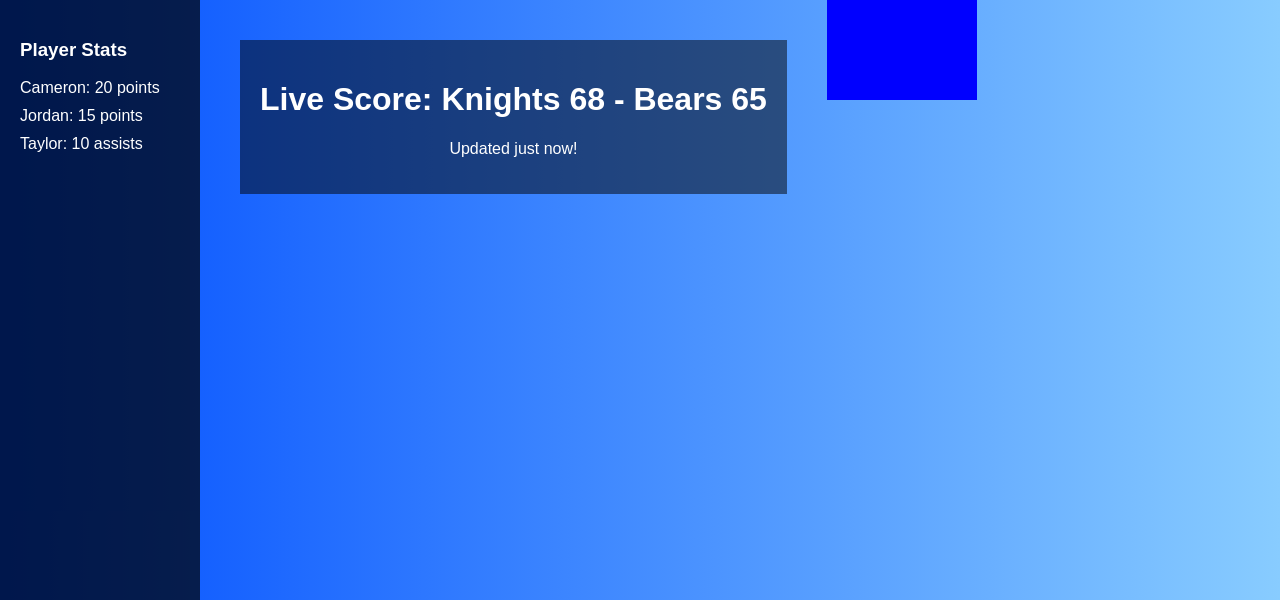 Player Stats
Cameron: 20 points
Jordan: 15 points
Taylor: 10 assists
Live Score: Knights 68 - Bears 65
Updated just now!